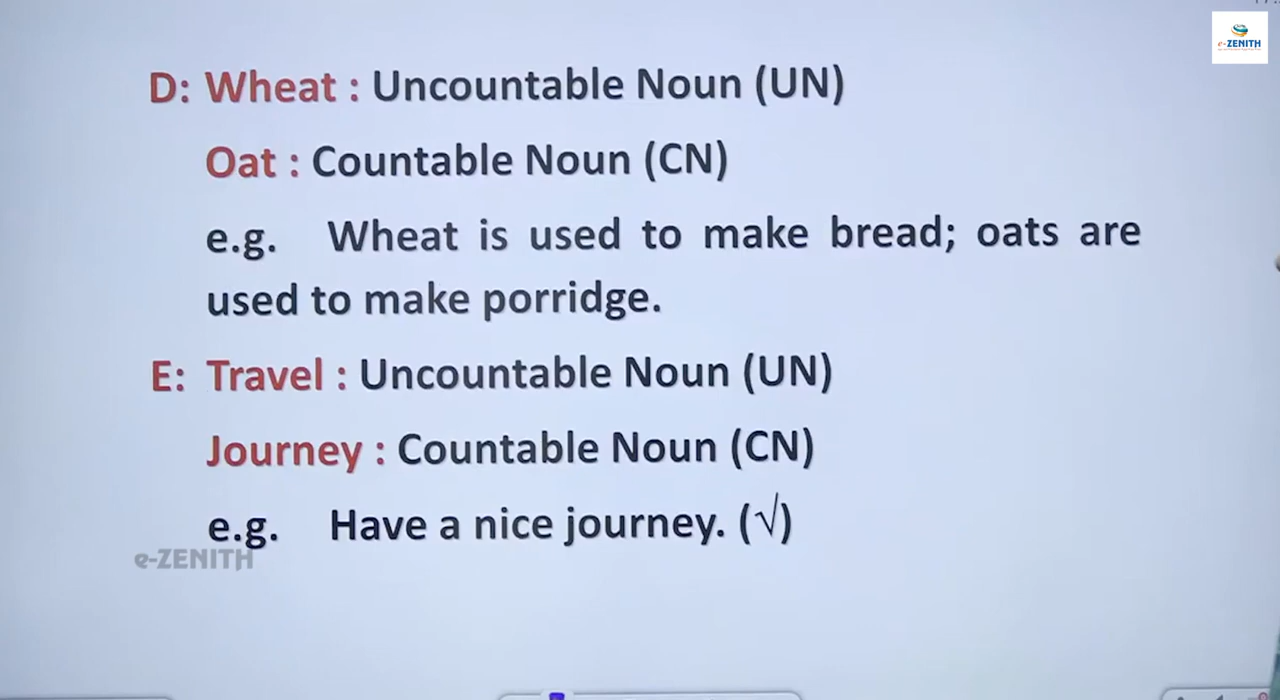 e-ZENITH
D: Wheat : Uncountable Noun (UN)
Oat : Countable Noun (CN)
e.g. Wheat is used to make bread; oats are
used to make porridge.
E: Travel : Uncountable Noun (UN)
Journey : Countable Noun (CN)
e.g. Have a nice journey. (√)
e-ZENITH